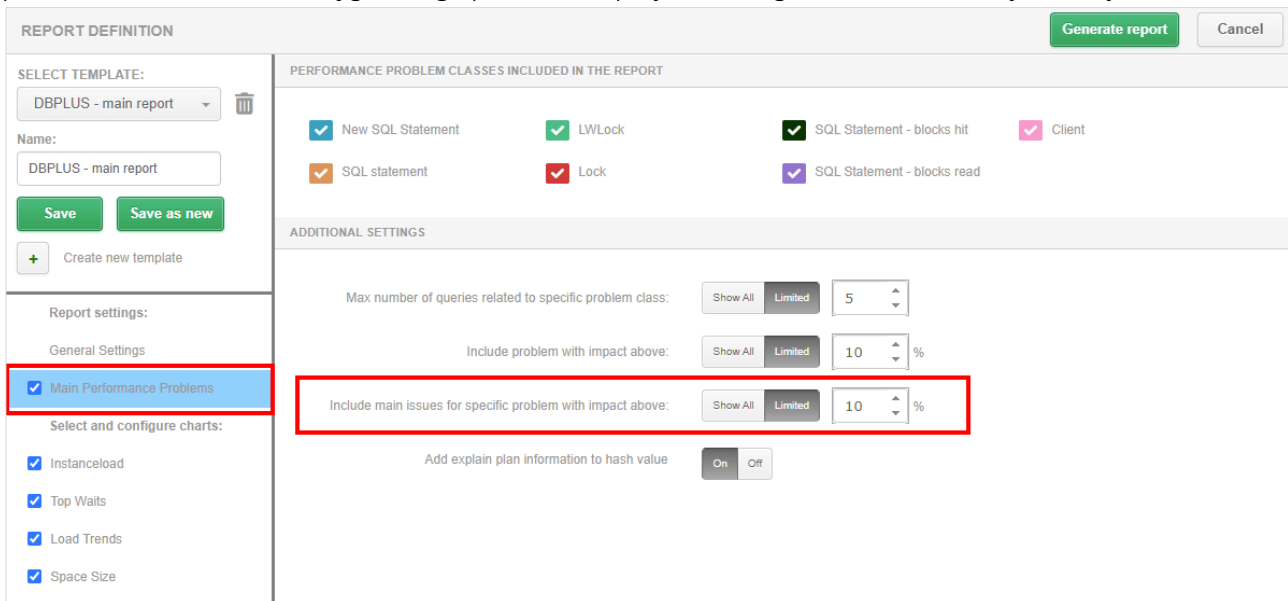 REPORT DEFINITION
Generate report
Cancel
SELECT TEMPLATE:
DBPLUS - main report
Name:
DBPLUS - main report
Save
Save as new
+
Create new template
Report settings:
General Settings
Main Performance Problems
Select and configure charts:
Instanceload
Top Waits
Load Trends
Space Size
PERFORMANCE PROBLEM CLASSES INCLUDED IN THE REPORT
New SQL Statement
LWLock
SQL Statement - blocks hit
Client
SQL statement
Lock
SQL Statement - blocks read
ADDITIONAL SETTINGS
Max number of queries related to specific problem class: Show All Limited 5
Include problem with impact above: Show All Limited 10 %
Include main issues for specific problem with impact above: Show All Limited 10 %
Add explain plan information to hash value On Off